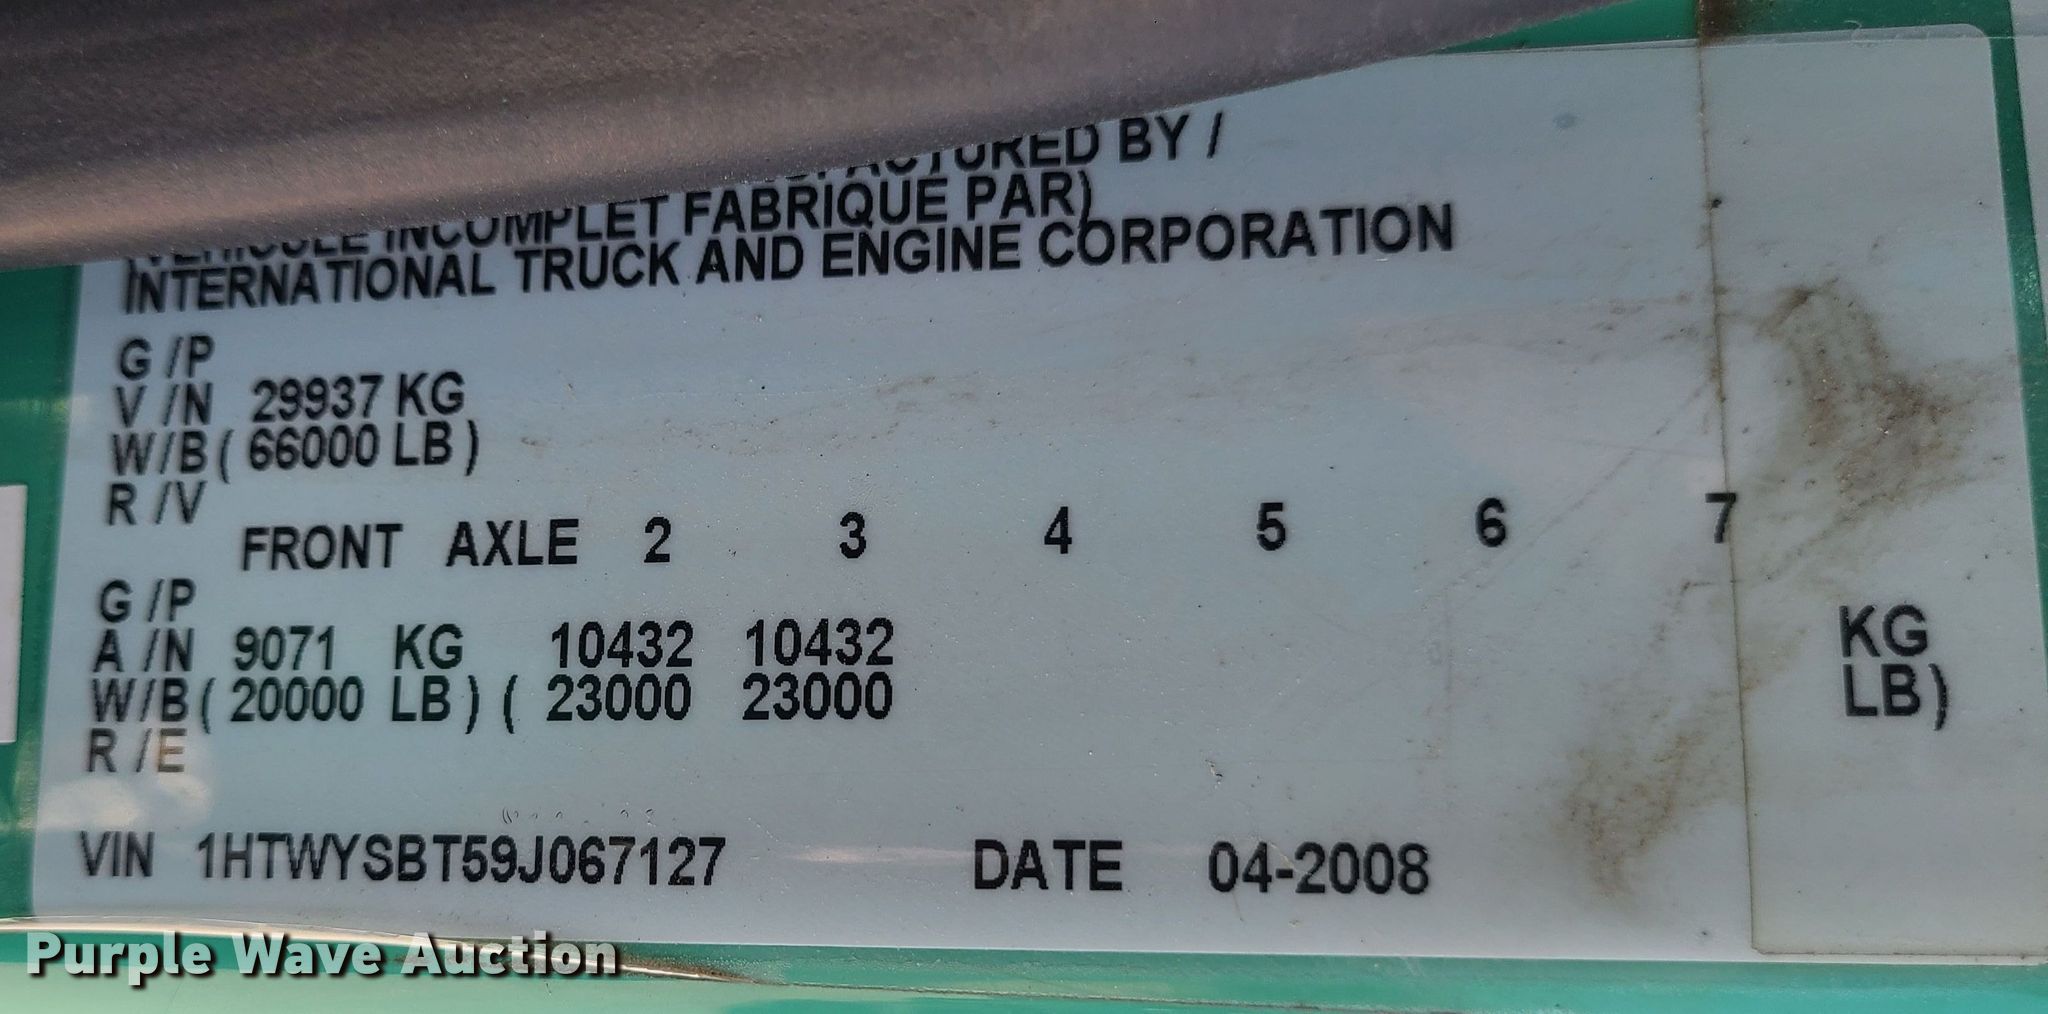 BY /
INCOMPLET FABRIQUE PAR)
INTERNATIONAL TRUCK AND ENGINE CORPORATION
G /P
V /N 29937 KG
W/B ( 66000 LB )
R /V
FRONT AXLE 2 3 4 5 6 7
G /P
A /N 9071 KG 10432 10432 KG
W/B ( 20000 LB ) ( 23000 23000 LB )
R /E
VIN 1HTWYSBT59J067127 DATE 04-2008
Purple Wave Auction